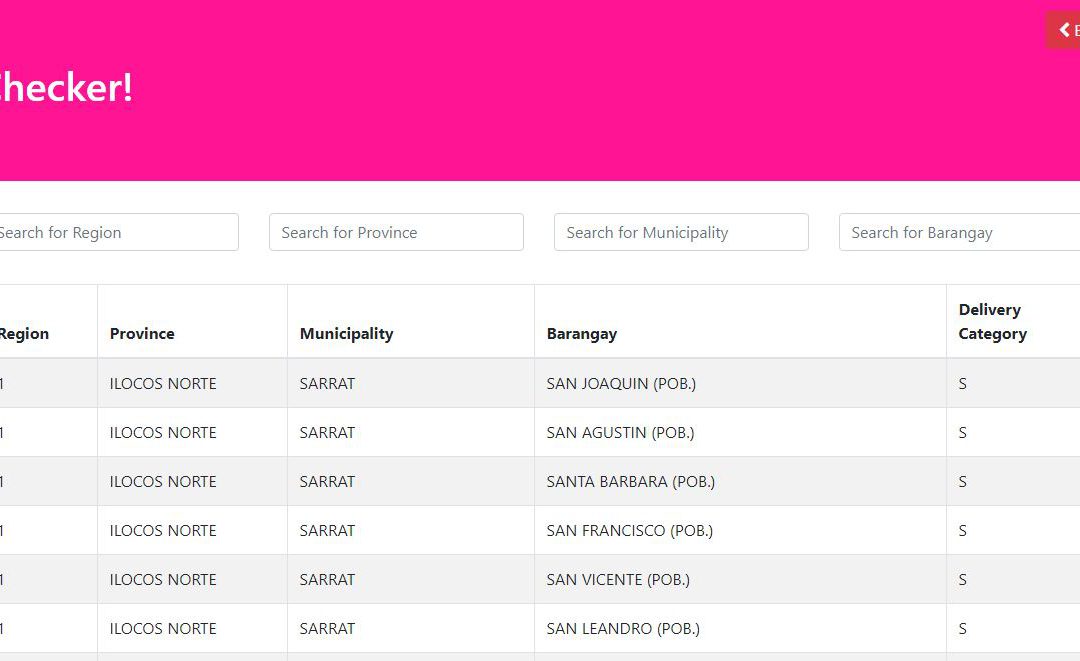 checker!
Search for Region Search for Province Search for Municipality Search for Barangay
Region Province Municipality Barangay Delivery Category
1 ILOCOS NORTE SARRAT SAN JOAQUIN (POB.) S
1 ILOCOS NORTE SARRAT SAN AGUSTIN (POB.) S
1 ILOCOS NORTE SARRAT SANTA BARBARA (POB.) S
1 ILOCOS NORTE SARRAT SAN FRANCISCO (POB.) S
1 ILOCOS NORTE SARRAT SAN VICENTE (POB.) S
1 ILOCOS NORTE SARRAT SAN LEANDRO (POB.) S